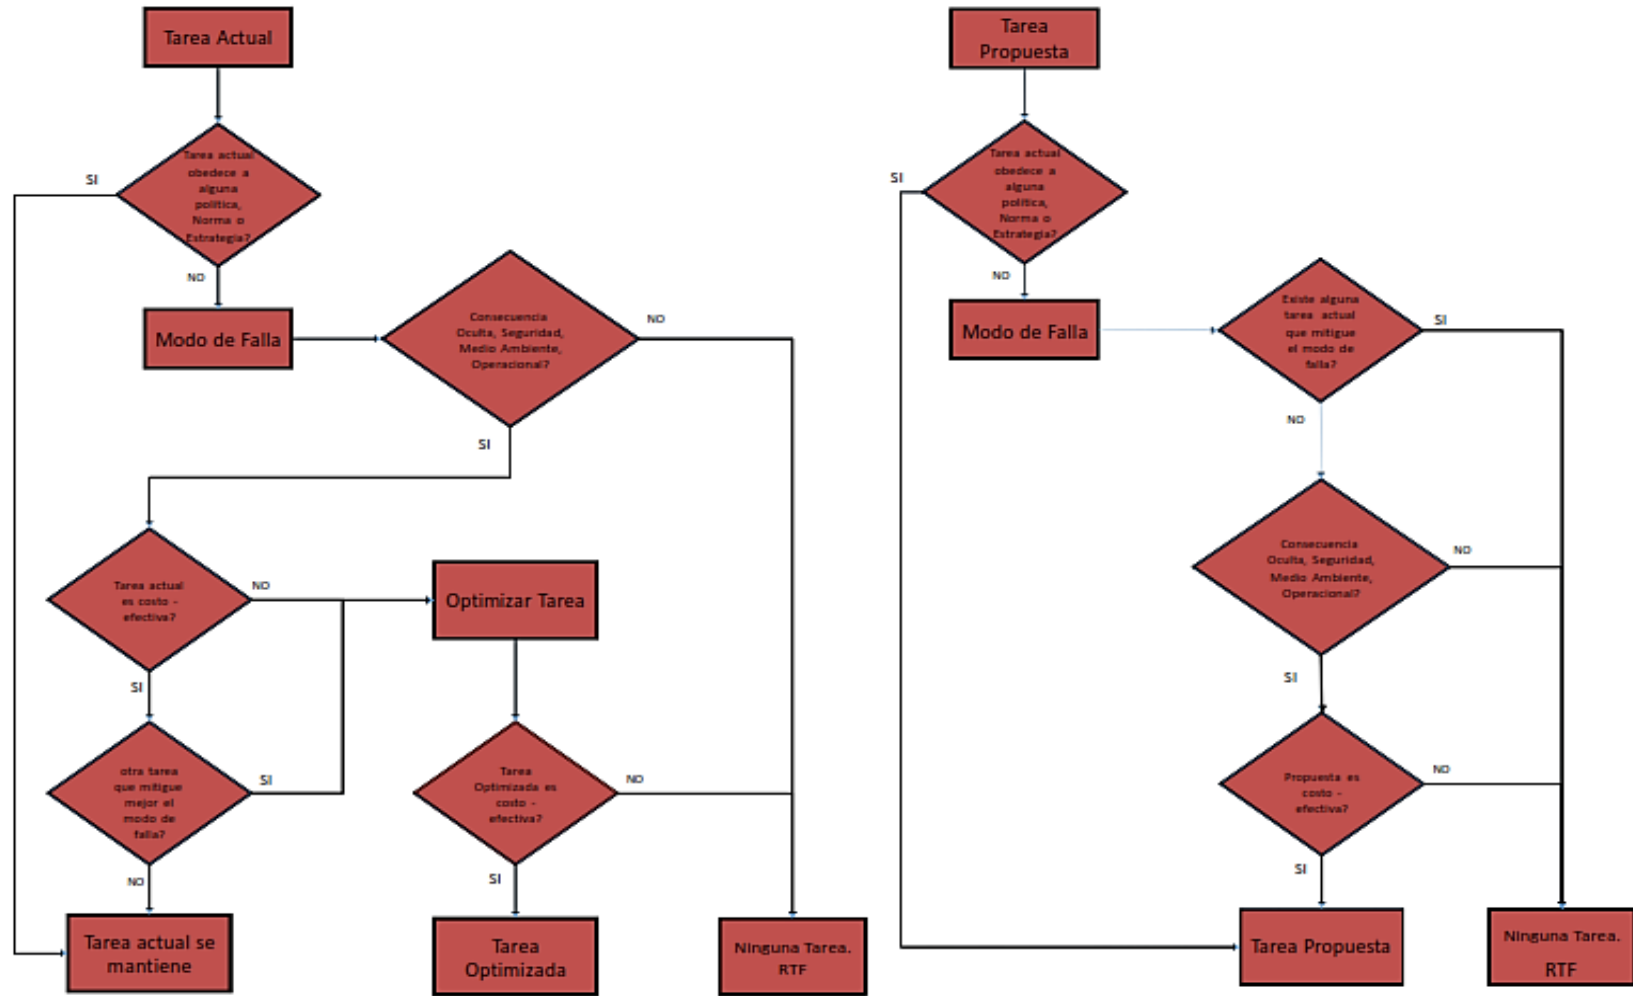 Tarea Actual
Tarea actual
obedece a
alguna
política,
Norma o
Estrategia?
SI
NO
Modo de Falla
Consecuencia
Oculta, Seguridad,
Medio Ambiente,
Operacional?
NO
SI
Tarea actual
es costo -
efectiva?
NO
SI
Optimizar Tarea
otra tarea
que mitigue
mejor el
modo de
falla?
SI
NO
Tarea
Optimizada es
costo -
efectiva?
NO
SI
Tarea actual se
mantiene
Tarea
Optimizada
Ninguna Tarea.
RTF
Tarea
Propuesta
Tarea actual
obedece a
alguna
política,
Norma o
Estrategia?
SI
NO
Modo de Falla
Existe alguna
tarea actual
que mitigue
el modo de
falla?
SI
NO
Consecuencia
Oculta, Seguridad,
Medio Ambiente,
Operacional?
NO
SI
Propuesta es
costo -
efectiva?
NO
SI
Tarea Propuesta
Ninguna Tarea.
RTF